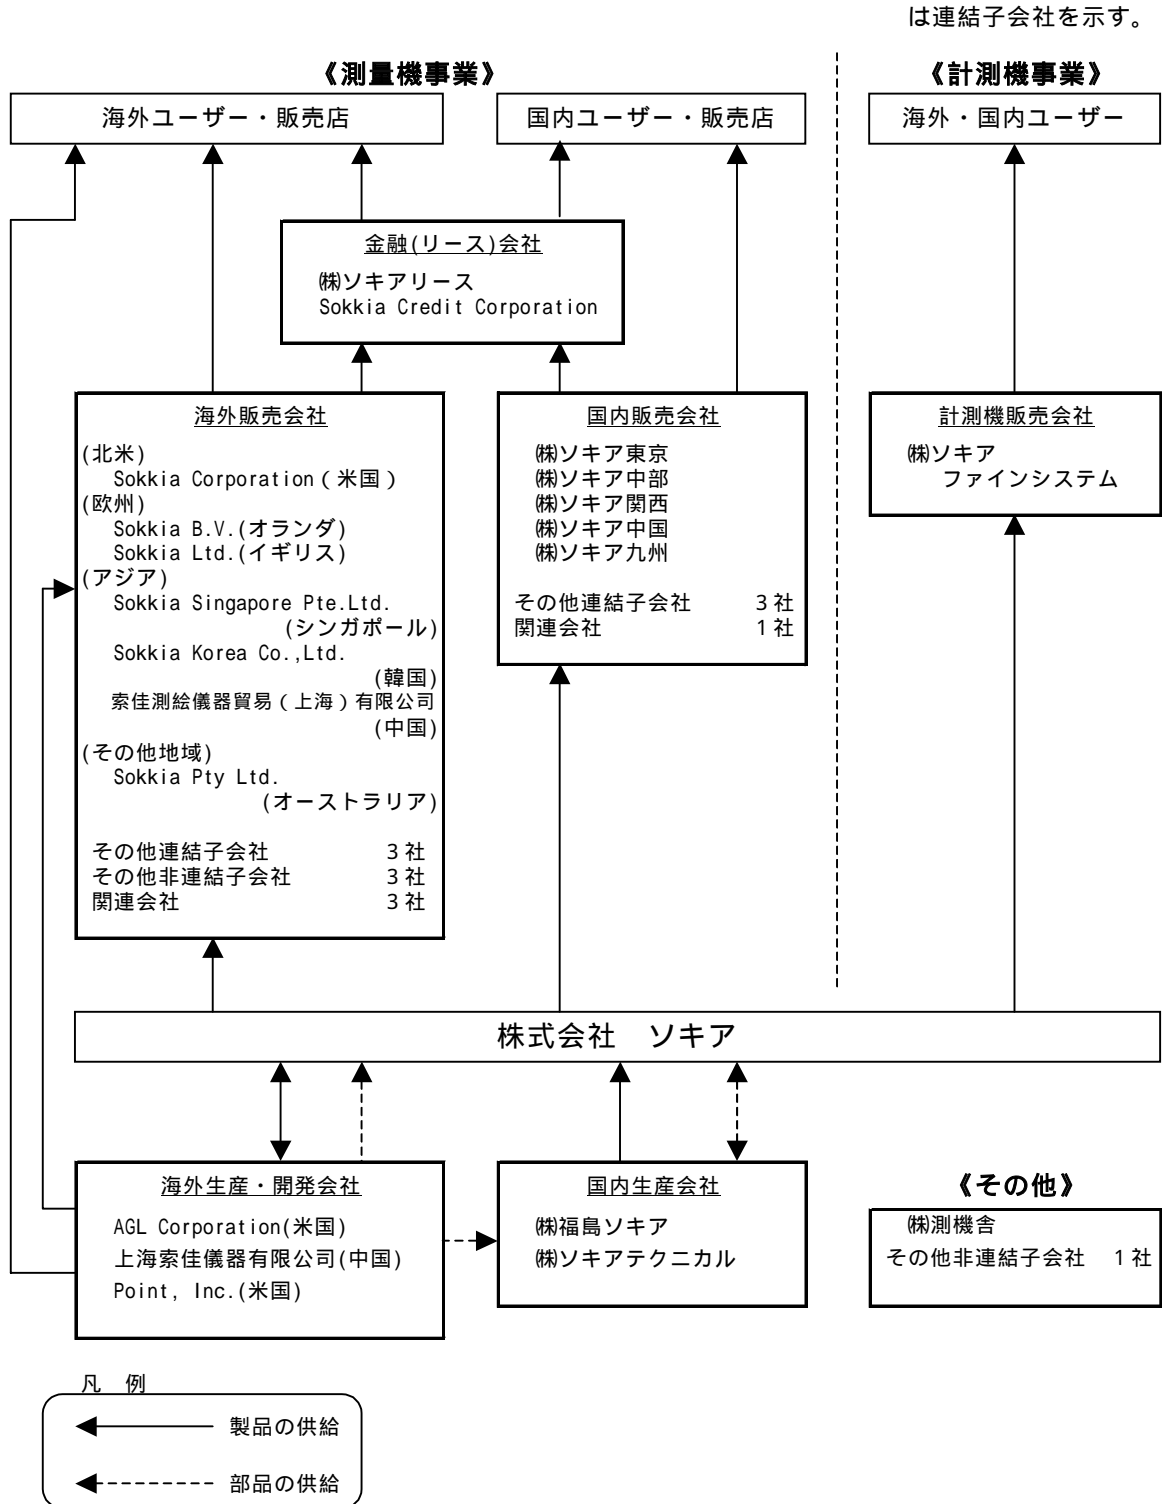 は連結子会社を示す。
《測量機事業》
《計測機事業》
海外ユーザー・販売店
国内ユーザー・販売店
海外・国内ユーザー
金融(リース)会社
㈱ソキアリース
Sokkia Credit Corporation
海外販売会社
(北米)
Sokkia Corporation(米国)
(欧州)
Sokkia B.V.(オランダ)
Sokkia Ltd.(イギリス)
(アジア)
Sokkia Singapore Pte.Ltd.
(シンガポール)
Sokkia Korea Co.,Ltd.
(韓国)
索佳測絵儀器貿易(上海)有限公司
(中国)
(その他地域)
Sokkia Pty Ltd.
(オーストラリア)
その他連結子会社 3社
その他非連結子会社 3社
関連会社 3社
国内販売会社
㈱ソキア東京
㈱ソキア中部
㈱ソキア関西
㈱ソキア中国
㈱ソキア九州
その他連結子会社 3社
関連会社 1社
計測機販売会社
㈱ソキア
ファインシステム
株式会社 ソキア
海外生産・開発会社
AGL Corporation(米国)
上海索佳儀器有限公司(中国)
Point, Inc.(米国)
国内生産会社
㈱福島ソキア
㈱ソキアテクニカル
《その他》
㈱測機舎
その他非連結子会社 1社
凡 例
製品の供給
部品の供給